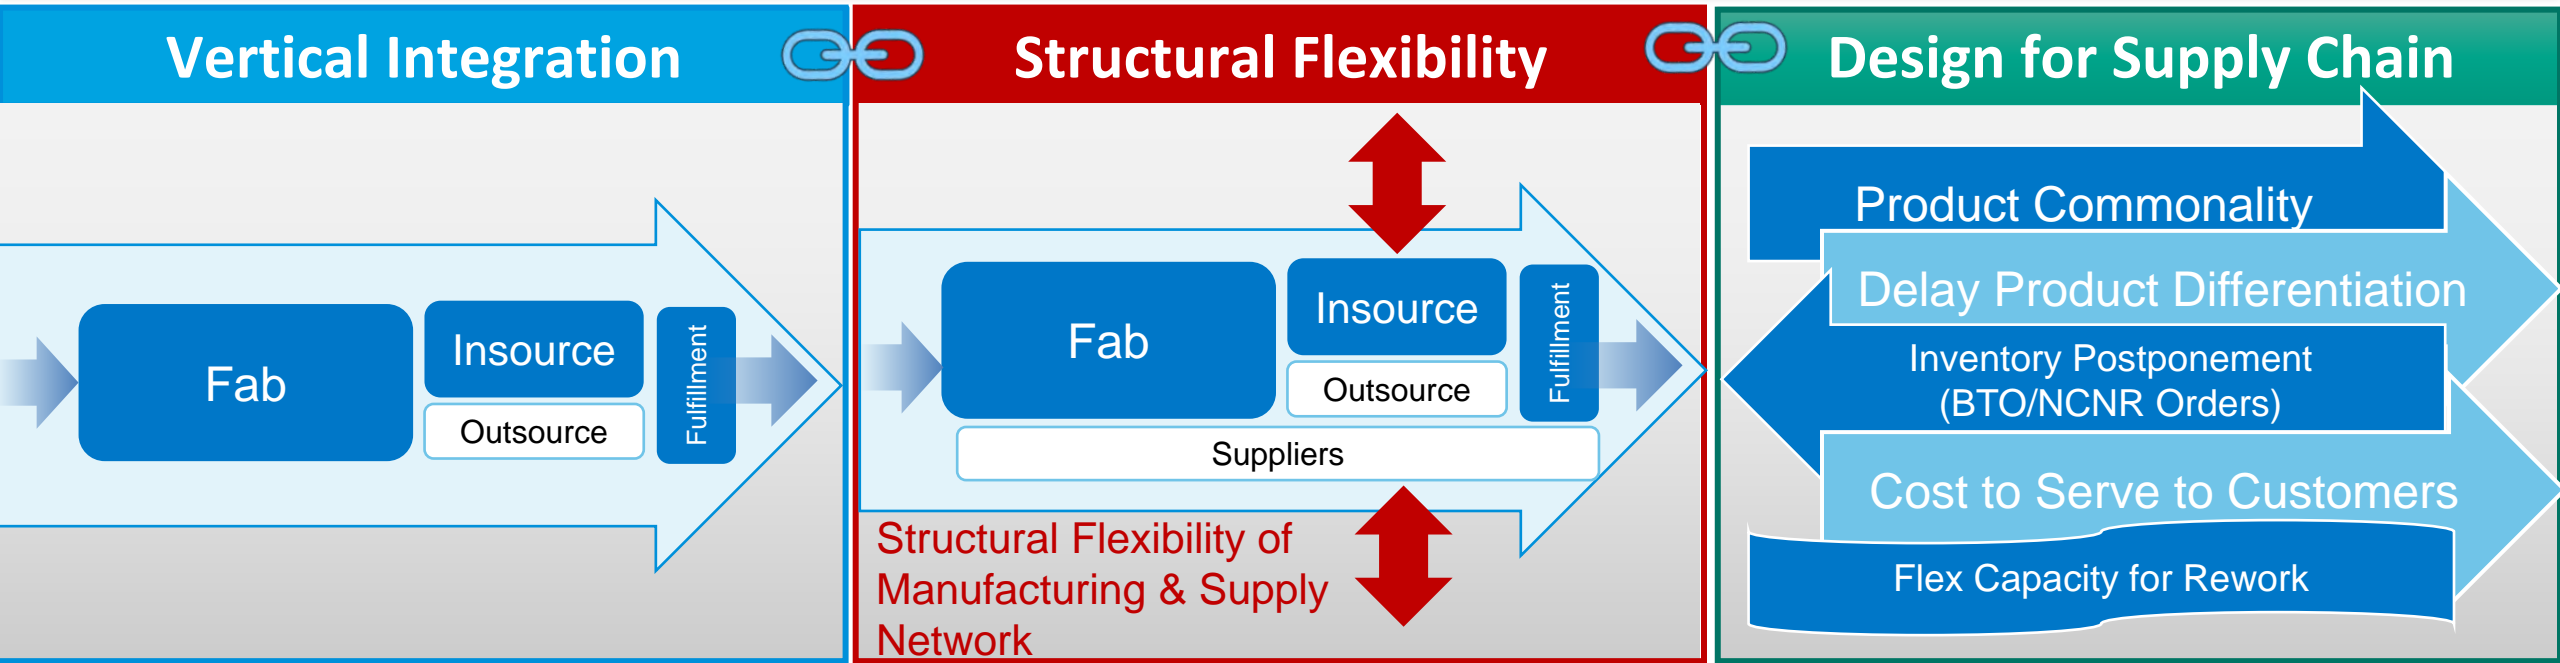 Vertical Integration
Fab
Insource
Outsource
Fulfillment
Structural Flexibility
Fab
Insource
Outsource
Fulfillment
Suppliers
Structural Flexibility of
Manufacturing & Supply
Network
Design for Supply Chain
Product Commonality
Delay Product Differentiation
Inventory Postponement
(BTO/NCNR Orders)
Cost to Serve to Customers
Flex Capacity for Rework